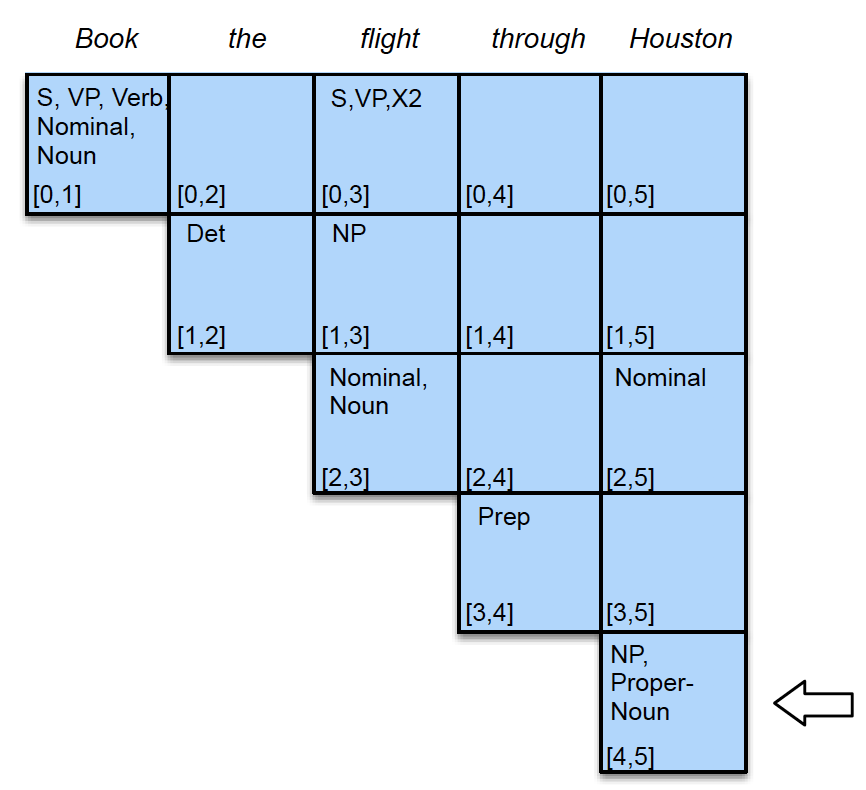 Book the flight through Houston
S, VP, Verb, Nominal, Noun
[0,1]
[0,2]
S,VP,X2
[0,3]
[0,4]
[0,5]
Det
[1,2]
NP
[1,3]
[1,4]
[1,5]
Nominal,
Noun
[2,3]
[2,4]
Nominal
[2,5]
Prep
[3,4]
[3,5]
NP,
Proper-
Noun
[4,5]